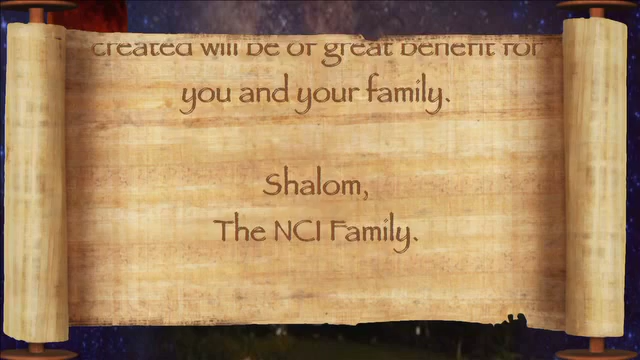 created will be of great benefit for
you and your family.
Shalom,
The NCI Family.